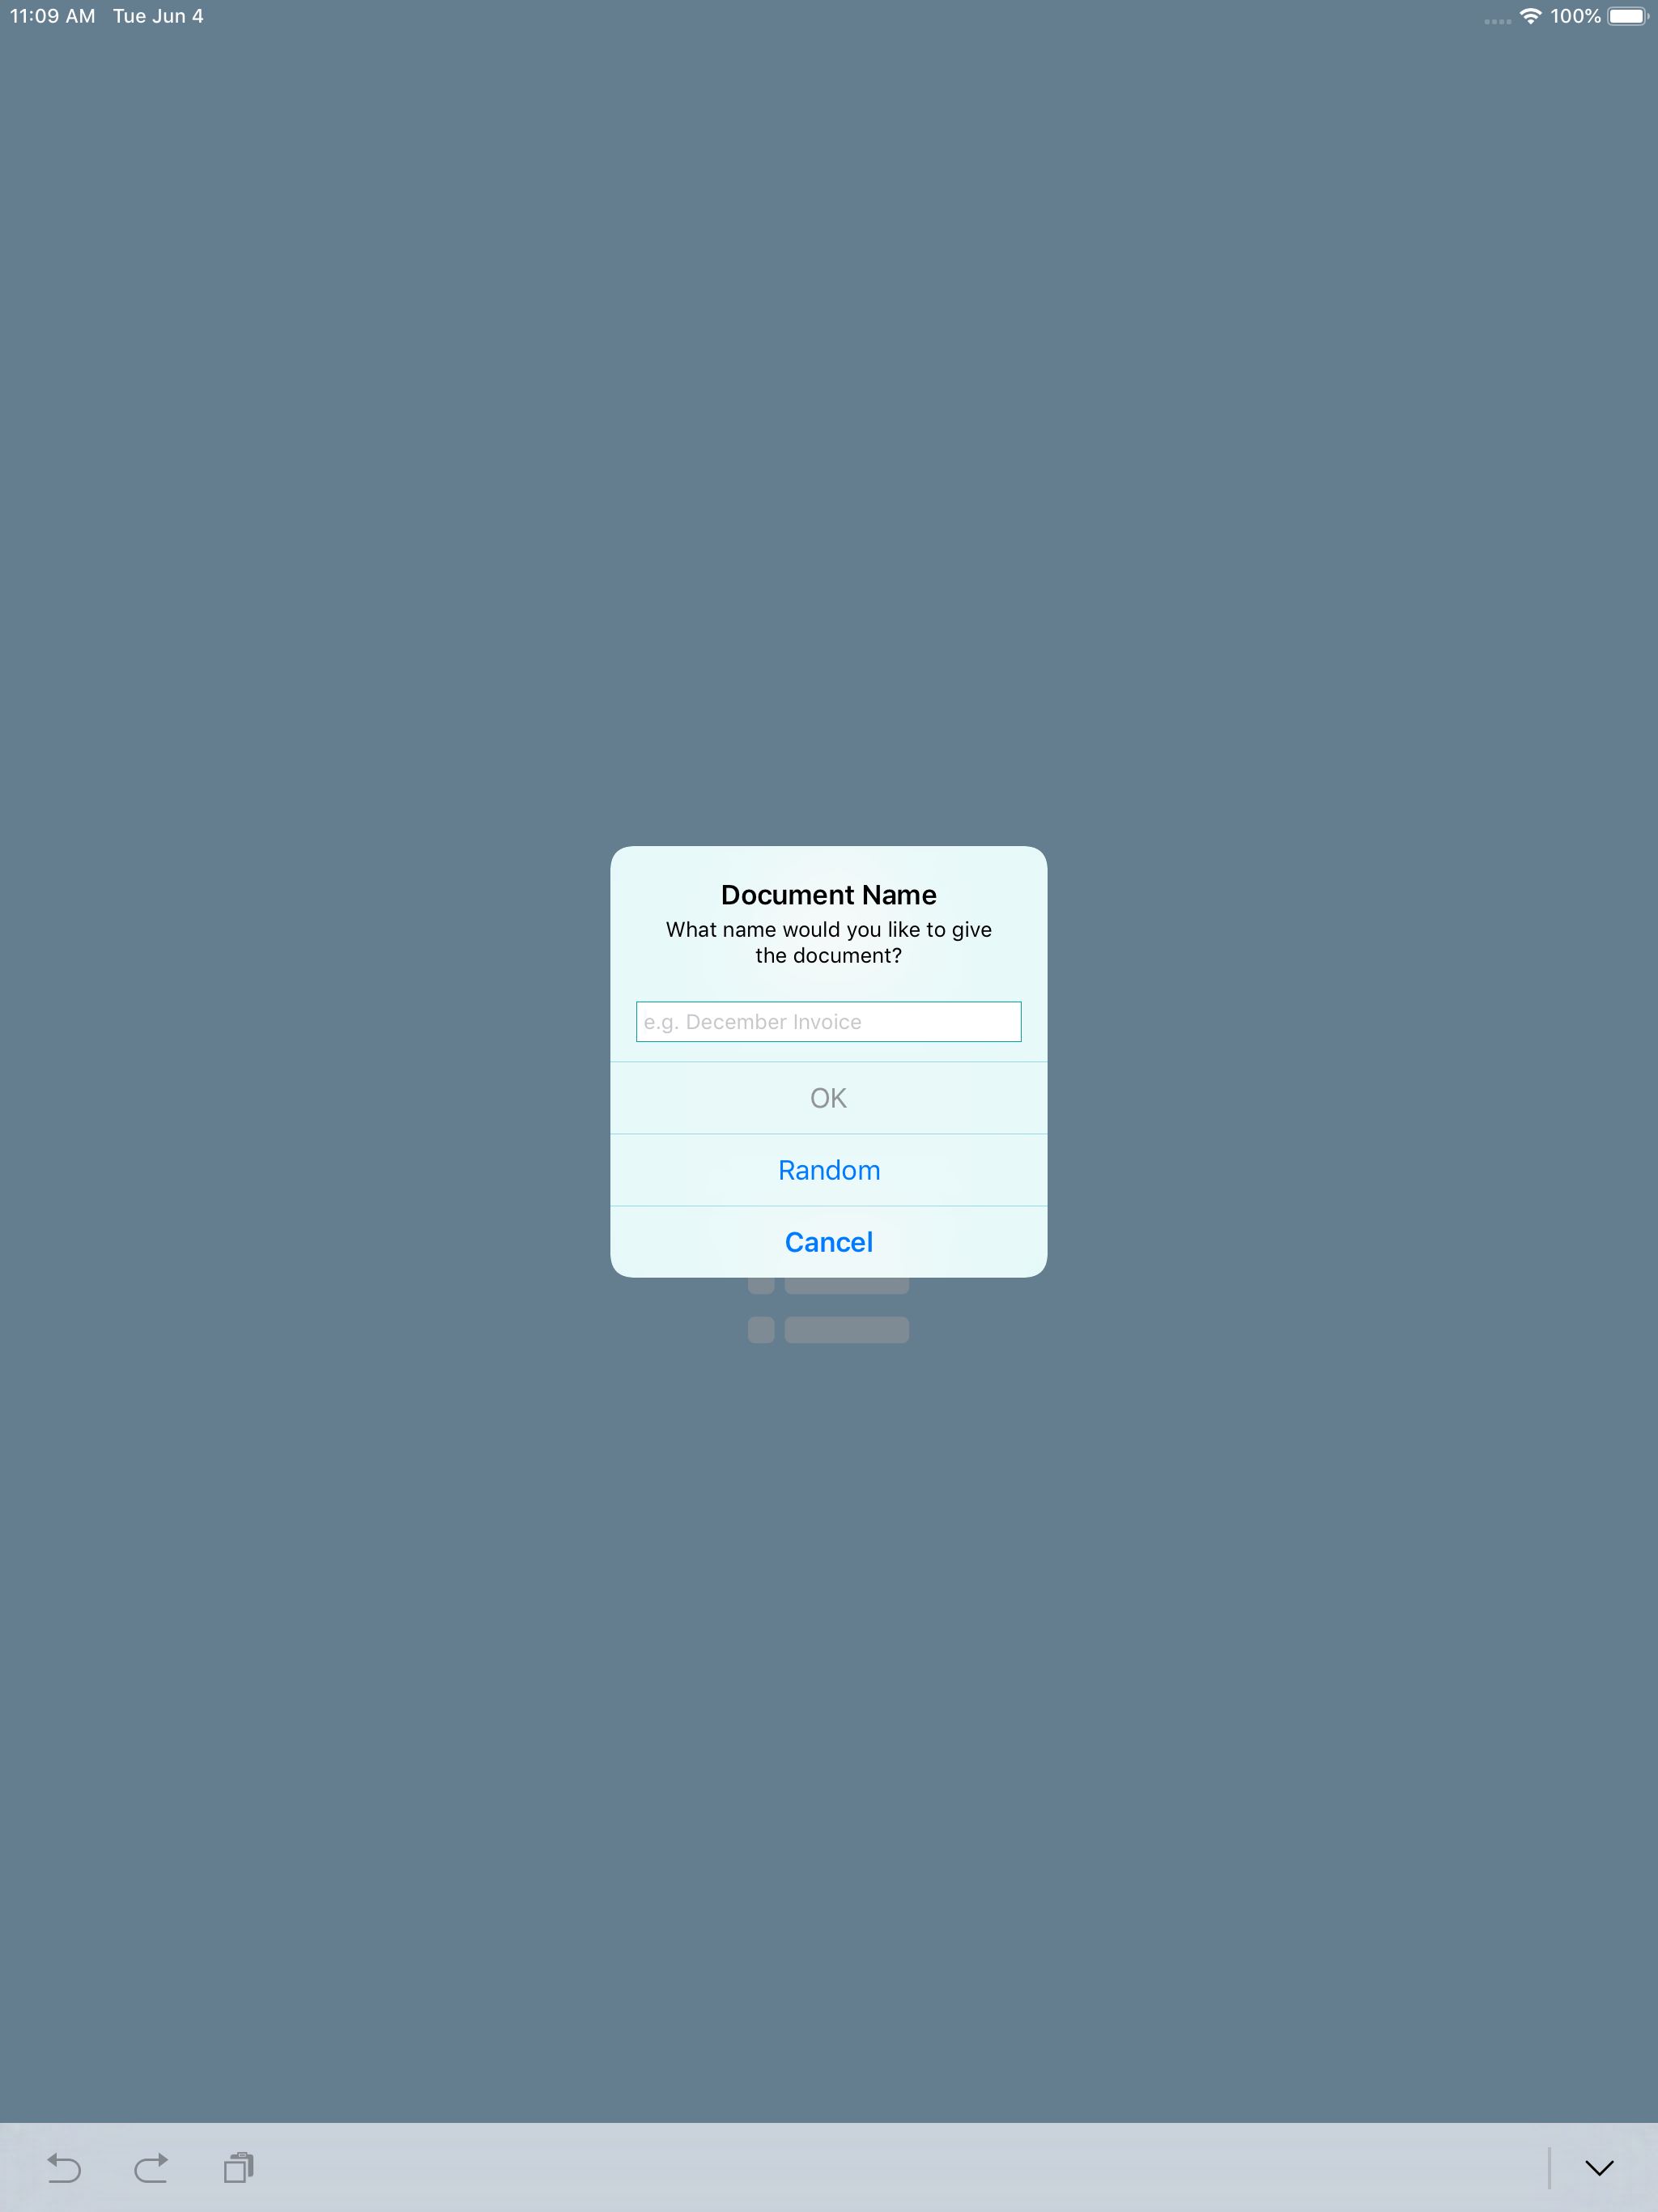 11:09 AM Tue Jun 4
100%
Document Name
What name would you like to give
the document?
e.g. December Invoice
OK
Random
Cancel